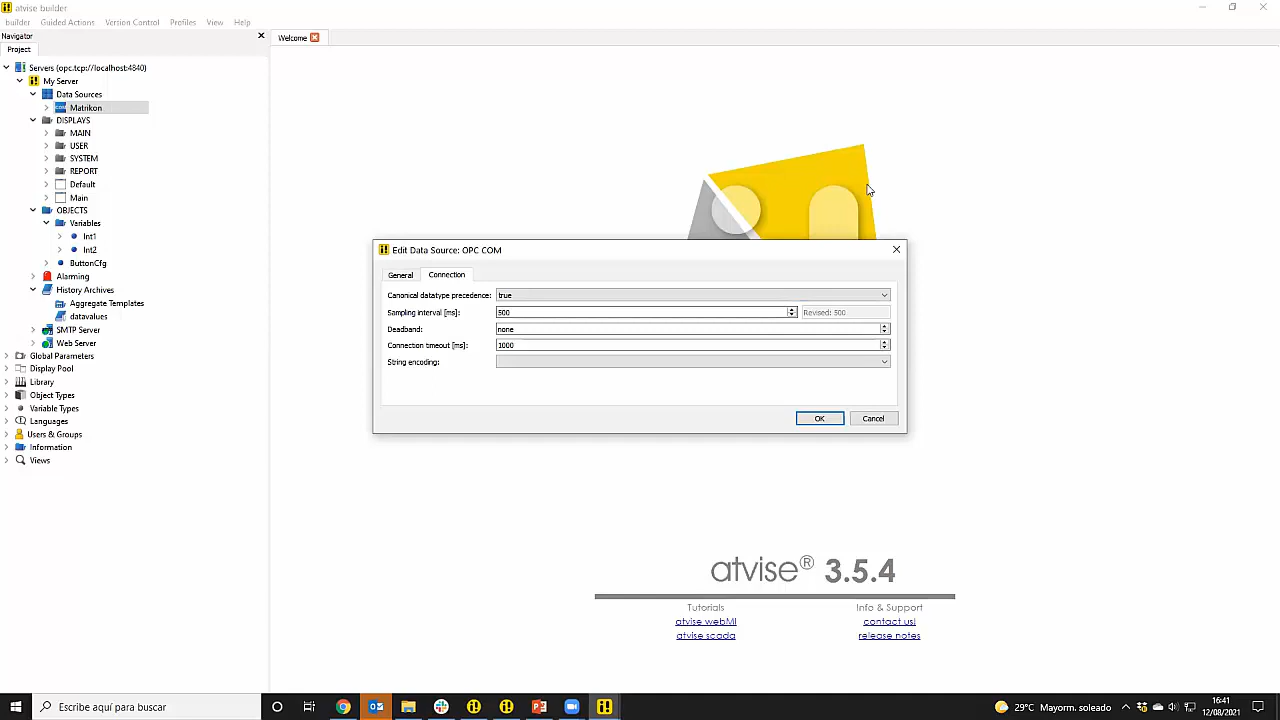 atvise builder
builder Guided Actions Version Control Profiles View Help
Navigator
Project
Welcome
Servers (opc.tcp://localhost:4840)
My Server
Data Sources
Matrikon
DISPLAYS
MAIN
USER
SYSTEM
REPORT
Default
Main
OBJECTS
Variables
Int1
Int2
ButtonCfg
Alarming
History Archives
Aggregate Templates
datavalues
SMTP Server
Web Server
Global Parameters
Display Pool
Library
Object Types
Variable Types
Languages
Users & Groups
Information
Views
Edit Data Source: OPC COM
General Connection
Canonical datatype precedence: true
Sampling interval [ms]: 500 Revised: 500
Deadband: none
Connection timeout [ms]: 1000
String encoding:
OK Cancel
atvise® 3.5.4
Tutorials Info & Support
atvise webMI contact us!
atvise scada release notes
Escribe aquí para buscar
29°C Mayorm. soleado
16:41
12/08/2021